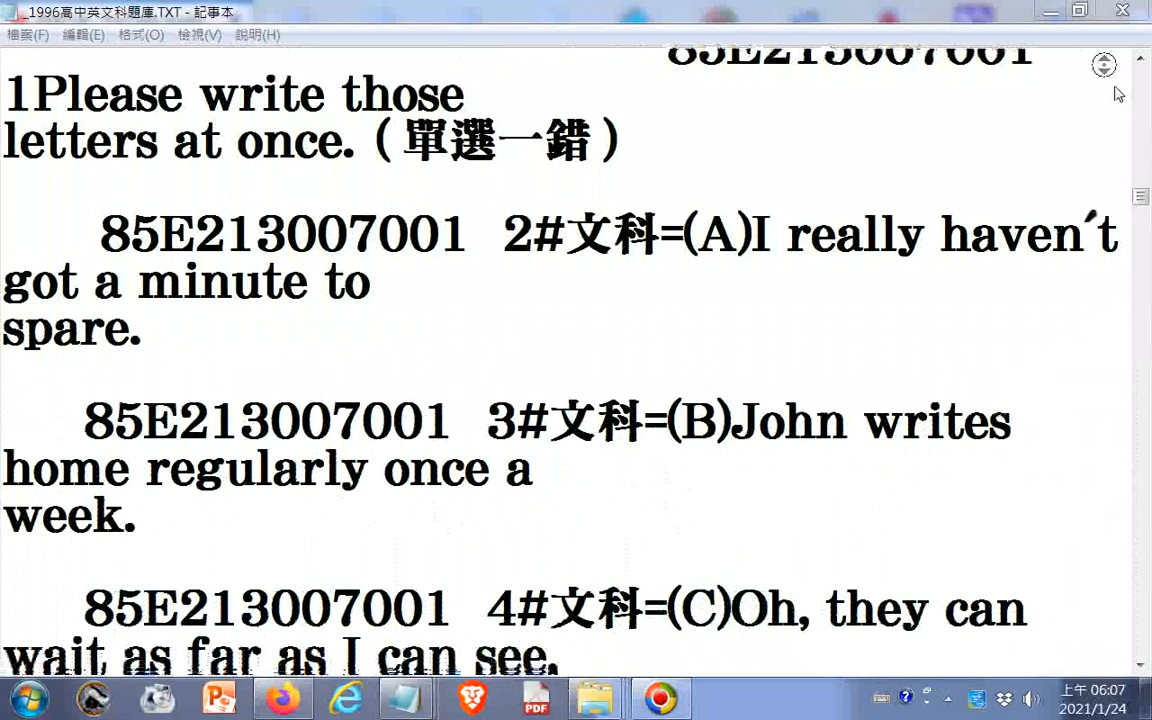 _1996高中英文科題庫.TXT - 記事本
檔案(F) 編輯(E) 格式(O) 檢視(V) 說明(H)
85E213007001
1Please write those
letters at once. (單選一錯)
85E213007001 2#文科=(A)I really haven't
got a minute to
spare.
85E213007001 3#文科=(B)John writes
home regularly once a
week.
85E213007001 4#文科=(C)Oh, they can
wait as far as I can see.
PDF
上午 06:07
2021/1/24